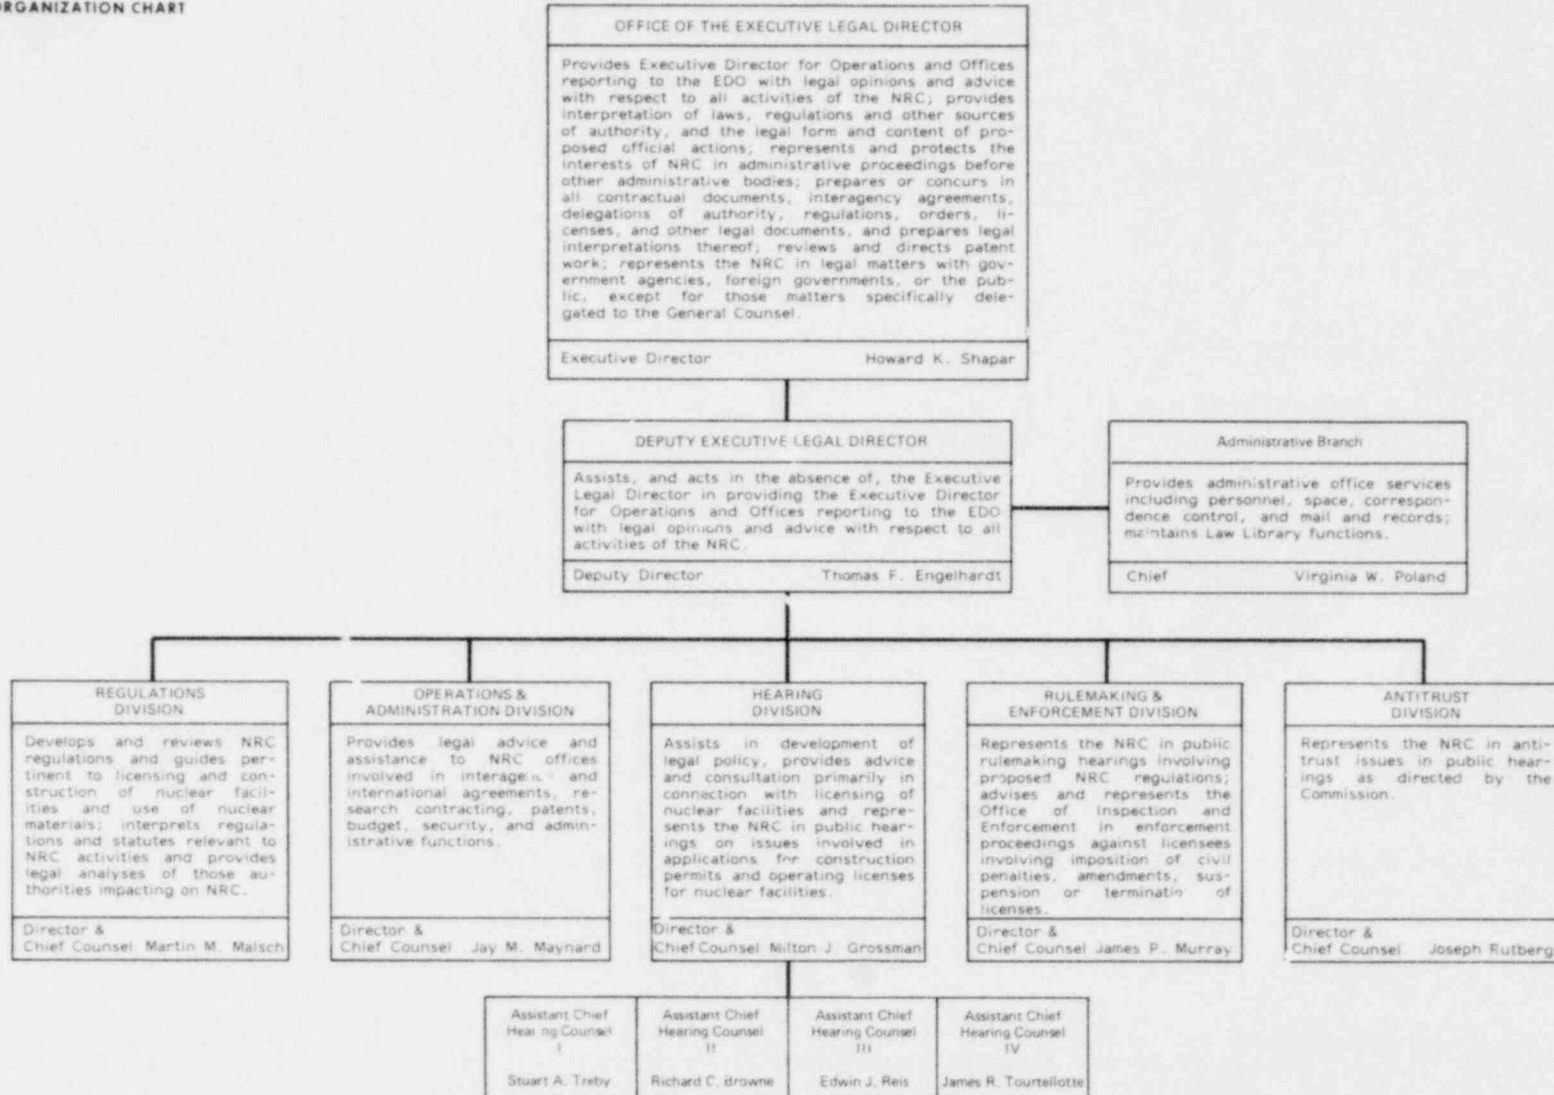 ORGANIZATION CHART
OFFICE OF THE EXECUTIVE LEGAL DIRECTOR
Provides Executive Director for Operations and Offices
reporting to the EDO with legal opinions and advice
with respect to all activities of the NRC; provides
interpretation of laws, regulations and other sources
of authority, and the legal form and content of pro-
posed official actions; represents and protects the
interests of NRC in administrative proceedings before
other administrative bodies; prepares or concurs in
all contractual documents, interagency agreements,
delegations of authority, regulations, orders, li-
censes, and other legal documents, and prepares legal
interpretations thereof; reviews and directs patent
work; represents the NRC in legal matters with gov-
ernment agencies, foreign governments, or the pub-
lic, except for those matters specifically dele-
gated to the General Counsel.
Executive Director Howard K. Shapar
DEPUTY EXECUTIVE LEGAL DIRECTOR
Assists, and acts in the absence of, the Executive
Legal Director in providing the Executive Director
for Operations and Offices reporting to the EDO
with legal opinions and advice with respect to all
activities of the NRC.
Deputy Director Thomas F. Engelhardt
Administrative Branch
Provides administrative office services
including personnel, space, correspon-
dence control, and mail and records;
maintains Law Library functions.
Chief Virginia W. Poland
REGULATIONS
DIVISION
Develops and reviews NRC
regulations and guides per-
tinent to licensing and con-
struction of nuclear facil-
ities and use of nuclear
materials; interprets regula-
tions and statutes relevant to
NRC activities and provides
legal analyses of those au-
thorities impacting on NRC.
Director &
Chief Counsel Martin M. Malsch
OPERATIONS &
ADMINISTRATION DIVISION
Provides legal advice and
assistance to NRC offices
involved in and
international agreements, re-
search contracting, patents,
budget, security, and admin-
istrative functions.
Director &
Chief Counsel Jay M. Maynard
HEARING
DIVISION
Assists in development of
legal policy, provides advice
and consultation primarily in
connection with licensing of
nuclear facilities and repre-
sents the NRC in public hear-
ings on issues involved in
applications for construction
permits and operating licenses
for nuclear facilities.
Director &
Chief Counsel Milton J. Grossman
RULEMAKING &
ENFORCEMENT DIVISION
Represents the NRC in public
rulemaking hearings involving
proposed NRC regulations;
advises and represents the
Office of Inspection and
Enforcement in enforcement
proceedings against licensees
involving imposition of civil
penalties, amendments, sus-
pension or terminatio of
licenses.
Director &
Chief Counsel James P. Murray
ANTITRUST
DIVISION
Represents the NRC in anti-
trust issues in public hear-
ings as directed by the
Commission.
Director &
Chief Counsel Joseph Rutberg
Assistant Chief
Hearing Counsel
I
Stuart A. Treby
Assistant Chief
Hearing Counsel
II
Richard C. Browne
Assistant Chief
Hearing Counsel
III
Edwin J. Reis
Assistant Chief
Hearing Counsel
IV
James R. Tourtellotte